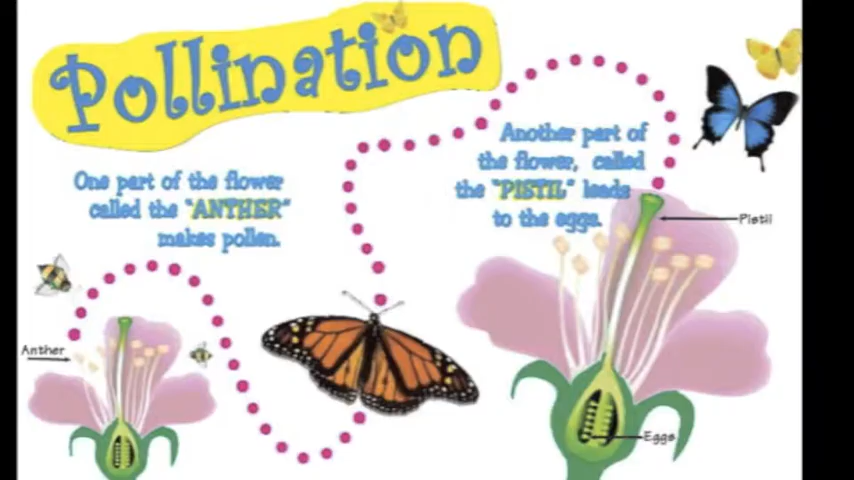 Pollination
One part of the flower
called the "ANTHER"
makes pollen.
Another part of
the flower, called
the "PISTIL" leads
to the eggs.
Pistil
Anther
Eggs